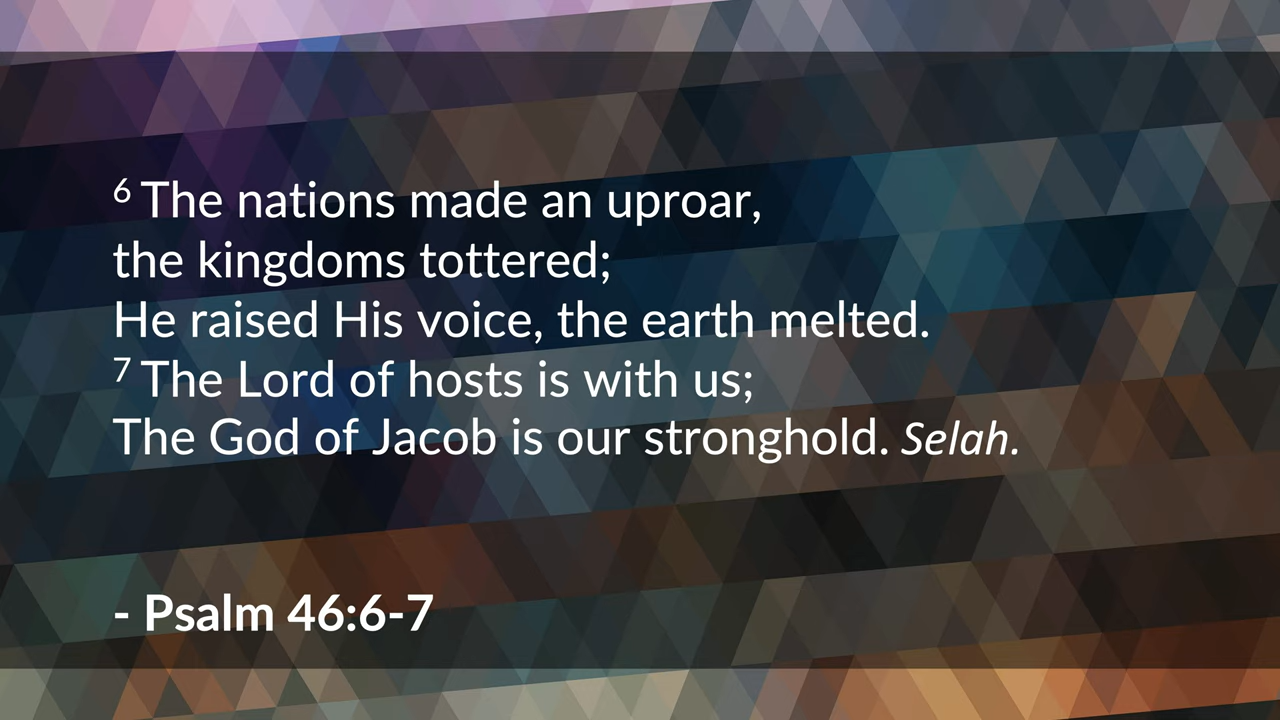 6 The nations made an uproar,
the kingdoms tottered;
He raised His voice, the earth melted.
7 The Lord of hosts is with us;
The God of Jacob is our stronghold. Selah.
- Psalm 46:6-7